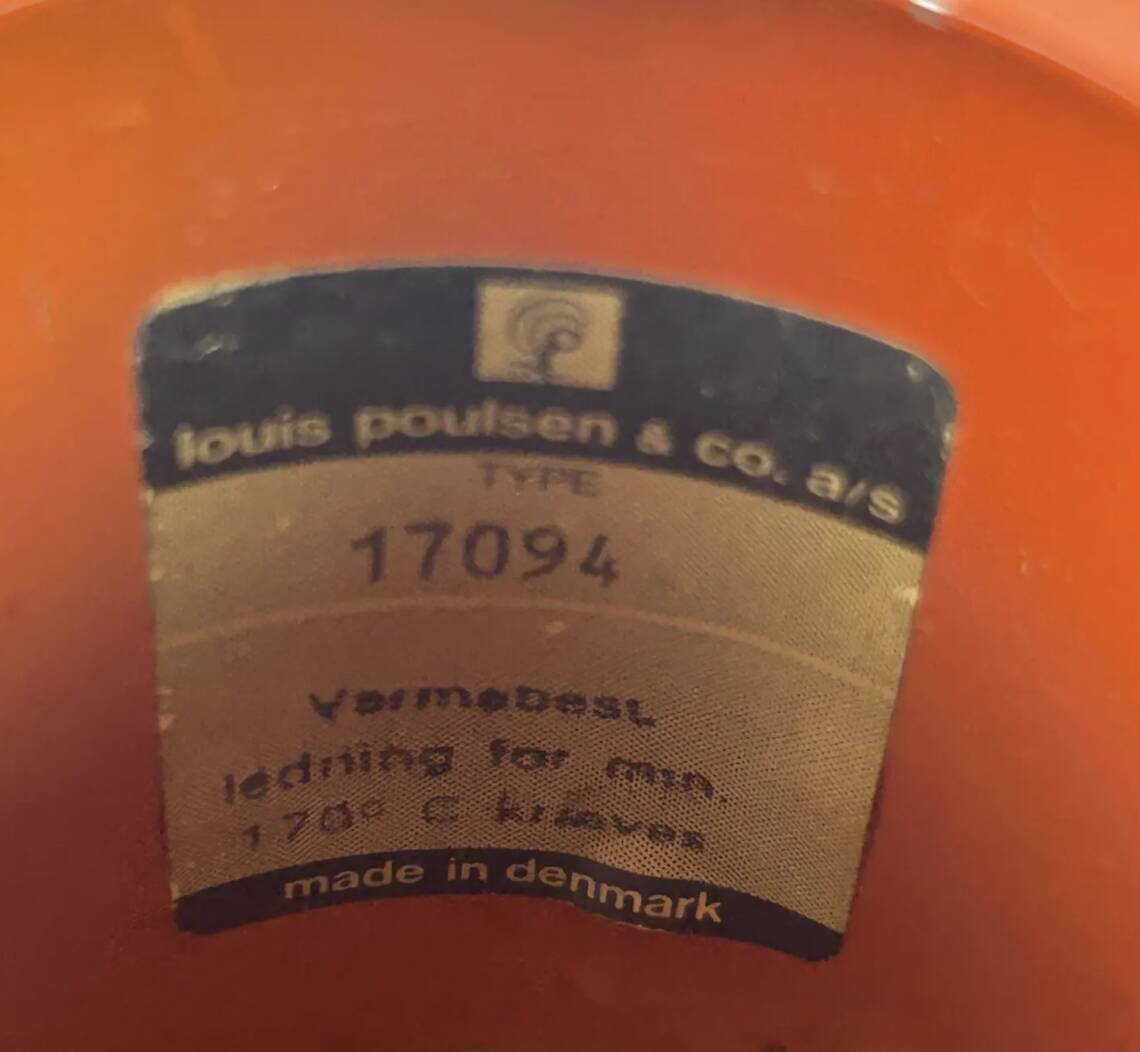 louis poulsen & co. a/s
TYPE
17094
Varmebest.
ledning for min.
170° C kræves
made in denmark